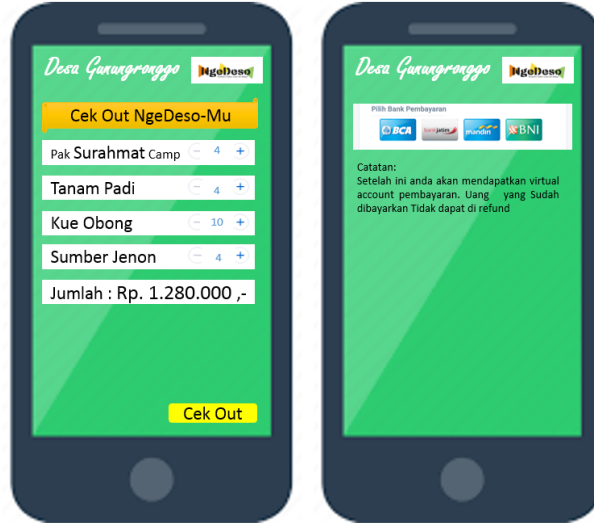 Desa Gunungronggo NgeDeso
Cek Out NgeDeso-Mu
Pak Surahmat Camp − 4 +
Tanam Padi − 4 +
Kue Obong − 10 +
Sumber Jenon − 4 +
Jumlah : Rp. 1.280.000 ,-
Cek Out
Desa Gunungronggo NgeDeso
Pilih Bank Pembayaran
BCA bankjatim mandiri BNI
Catatan:
Setelah ini anda akan mendapatkan virtual
account pembayaran. Uang yang Sudah
dibayarkan Tidak dapat di refund